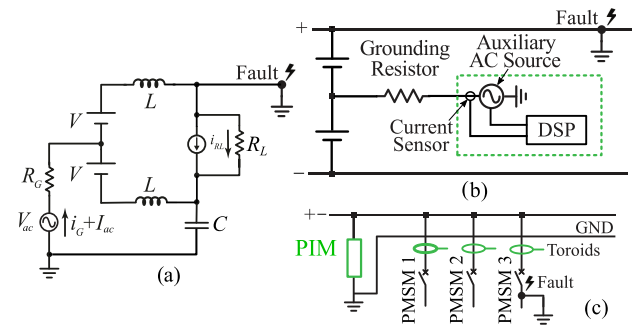 Fault
L
V
i_RL
R_L
V
R_G
L
V_ac
i_G+I_ac
C
(a)
+
Fault
Grounding
Resistor
Auxiliary
AC Source
Current
Sensor
DSP
−
(b)
+−
GND
PIM
PMSM 1
PMSM 2
PMSM 3
Toroids
Fault
(c)